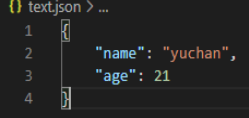 {} text.json > ...
1 {
2     "name": "yuchan",
3     "age": 21
4 }